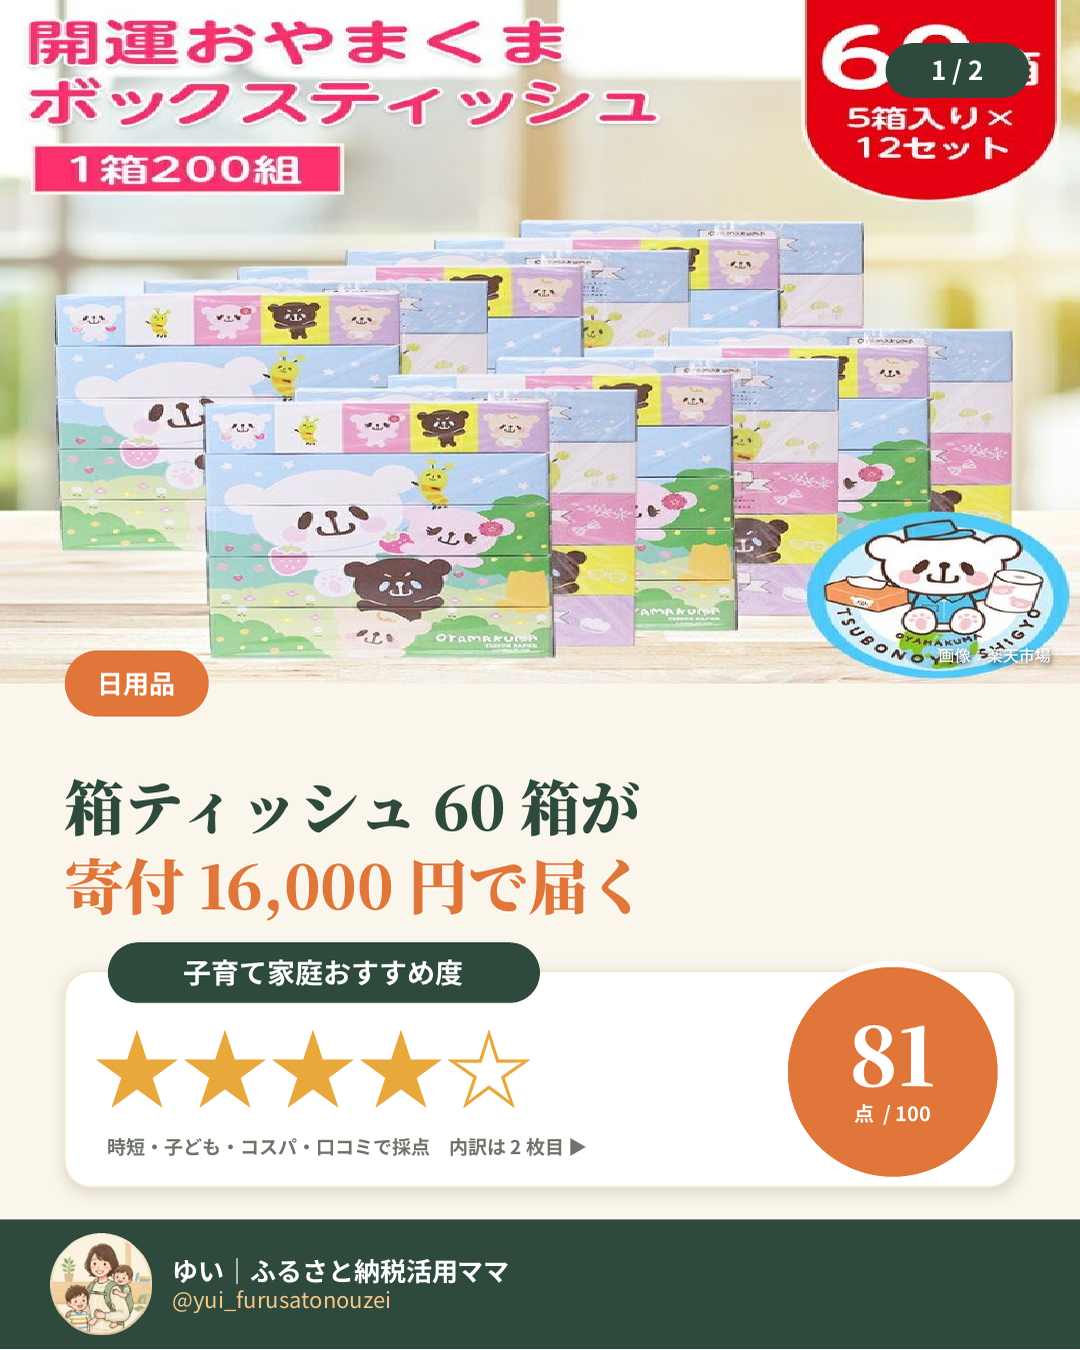 開運おやまくま
ボックスティッシュ
1箱200組
1 / 2
5箱入り×
12セット
OYAMAKUMA
画像：楽天市場
日用品
箱ティッシュ 60 箱が
寄付 16,000 円で届く
子育て家庭おすすめ度
★★★★☆
81
点 / 100
時短・子ども・コスパ・口コミで採点　内訳は 2 枚目 ▶
ゆい｜ふるさと納税活用ママ
@yui_furusatonouzei